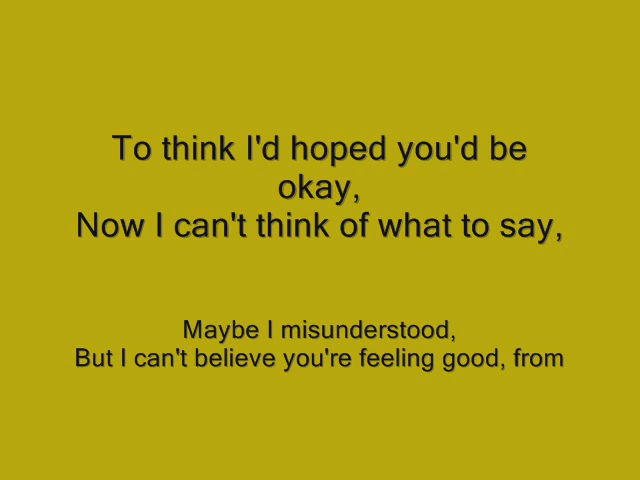 To think I'd hoped you'd be
okay,
Now I can't think of what to say,
Maybe I misunderstood,
But I can't believe you're feeling good, from